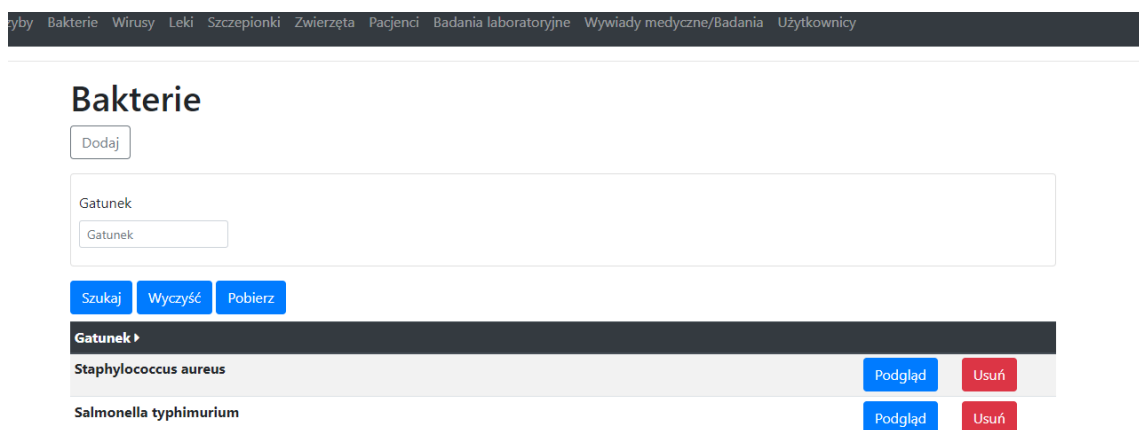 Bakterie Wirusy Leki Szczepionki Zwierzęta Pacjenci Badania laboratoryjne Wywiady medyczne/Badania Użytkownicy
Bakterie
Dodaj
Gatunek
Gatunek
Szukaj Wyczyść Pobierz
Gatunek
Staphylococcus aureus Podgląd Usuń
Salmonella typhimurium Podgląd Usuń